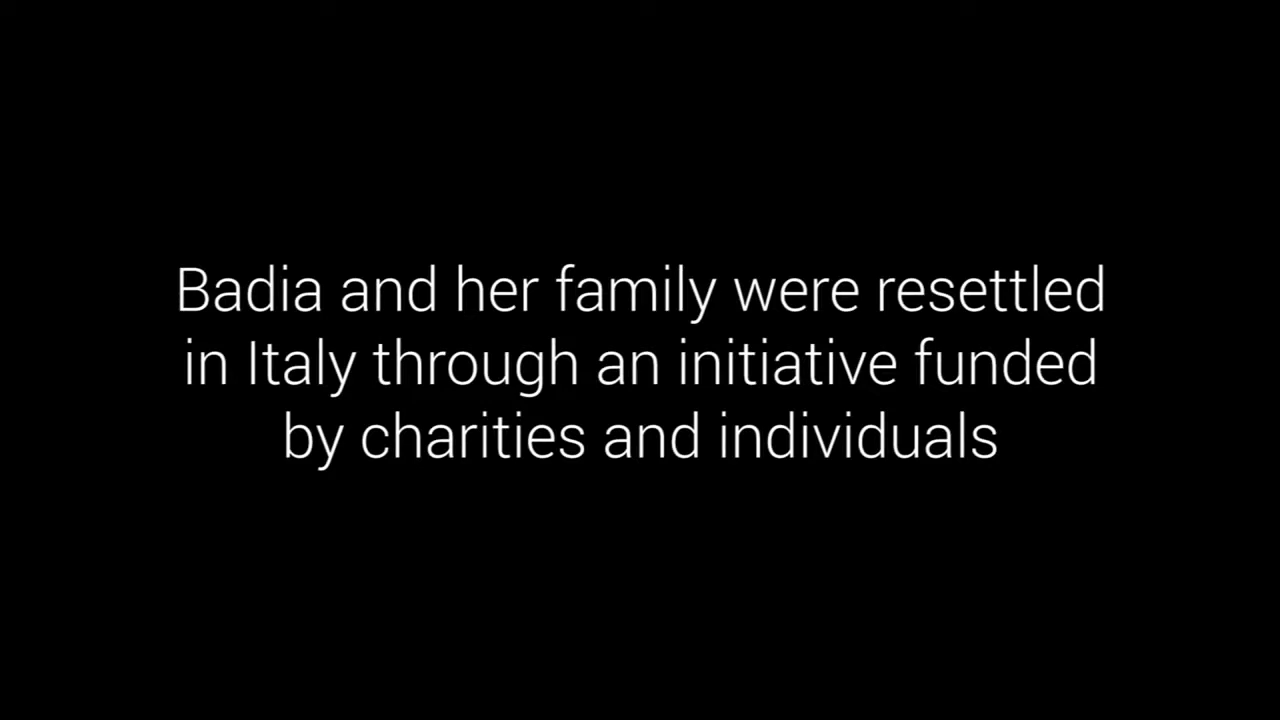 Badia and her family were resettled
in Italy through an initiative funded
by charities and individuals